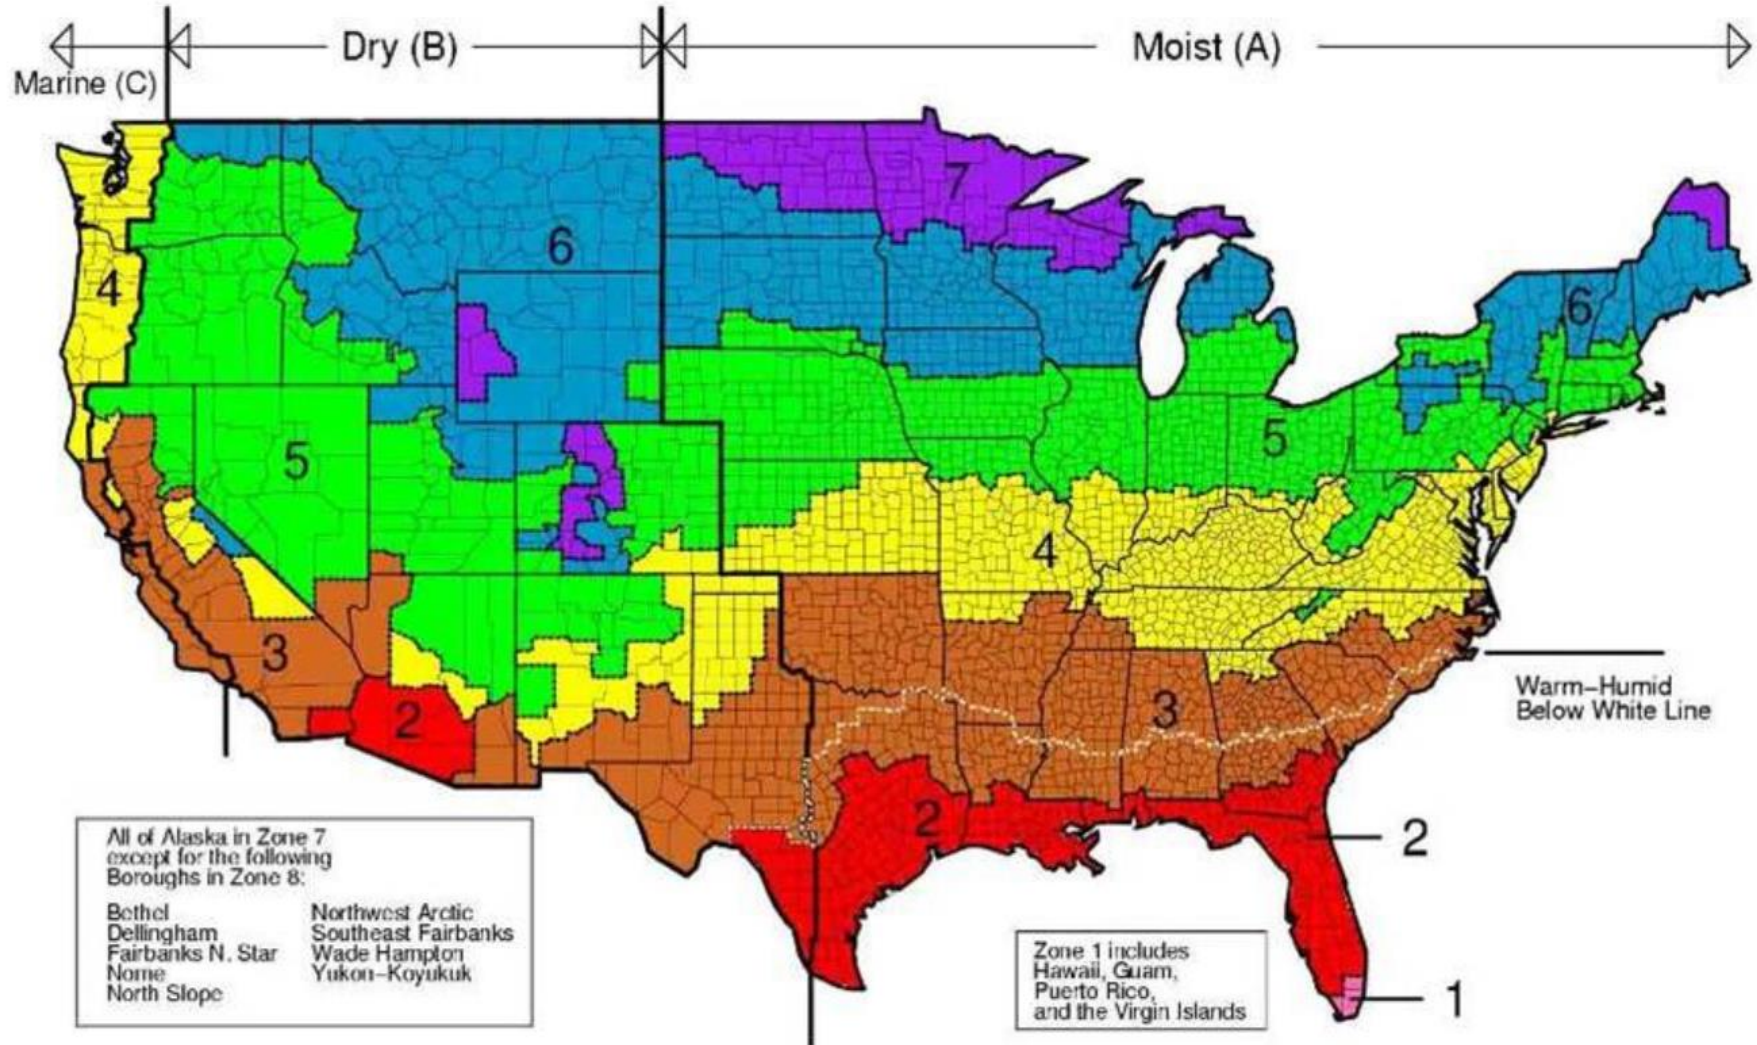 Marine (C)
Dry (B)
Moist (A)
7
6
4
6
5
5
4
3
2
3
2
Warm-Humid
Below White Line
2
1
All of Alaska in Zone 7
except for the following
Boroughs in Zone 8:
Bethel
Dellingham
Fairbanks N. Star
Nome
North Slope
Northwest Arctic
Southeast Fairbanks
Wade Hampton
Yukon-Koyukuk
Zone 1 includes
Hawaii, Guam,
Puerto Rico,
and the Virgin Islands